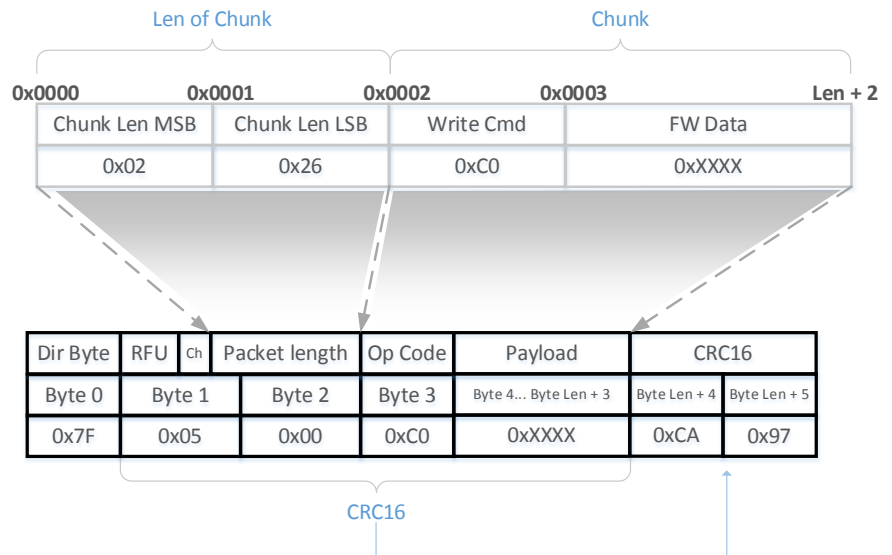 Len of Chunk Chunk
0x0000 0x0001 0x0002 0x0003 Len + 2
Chunk Len MSB Chunk Len LSB Write Cmd FW Data
0x02 0x26 0xC0 0xXXXX
Dir Byte RFU Ch Packet length Op Code Payload CRC16
Byte 0 Byte 1 Byte 2 Byte 3 Byte 4... Byte Len + 3 Byte Len + 4 Byte Len + 5
0x7F 0x05 0x00 0xC0 0xXXXX 0xCA 0x97
CRC16